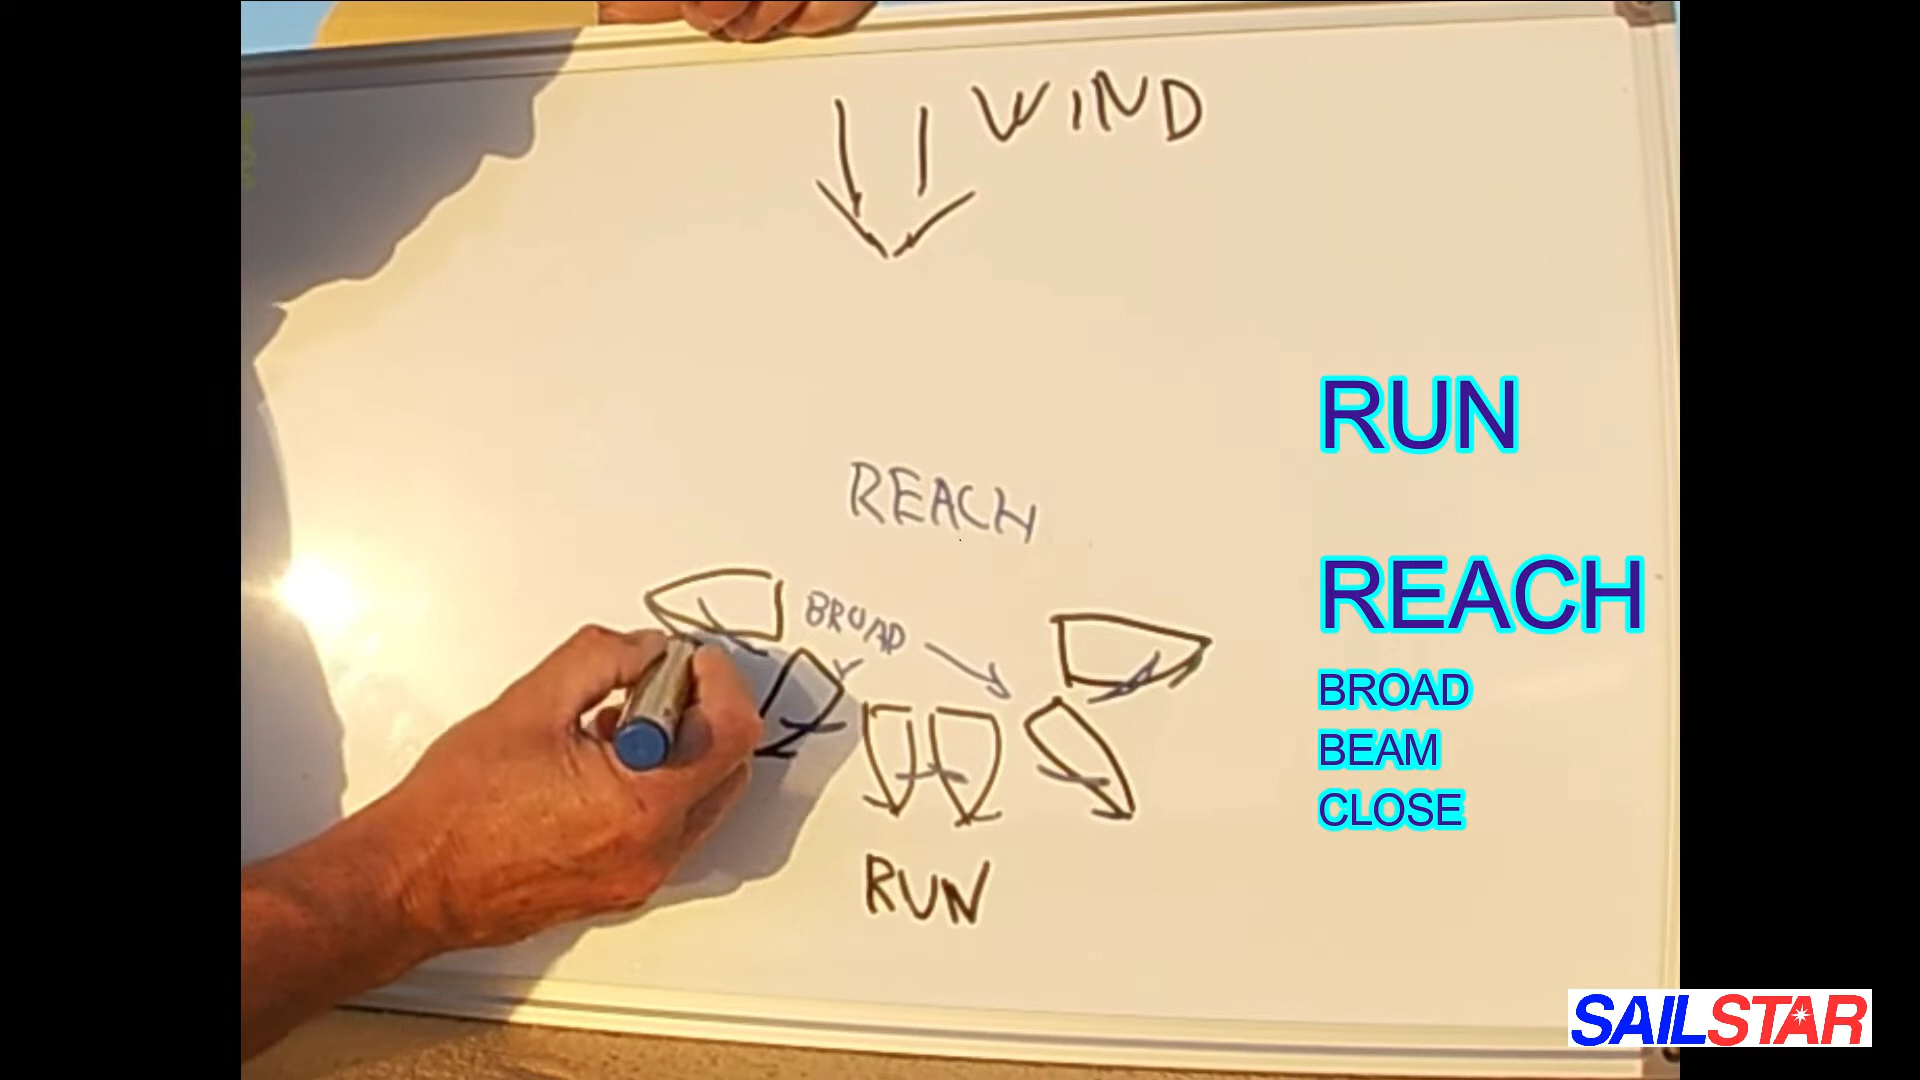 WIND
REACH
BROAD
RUN
RUN
REACH
BROAD
BEAM
CLOSE
SAILSTAR